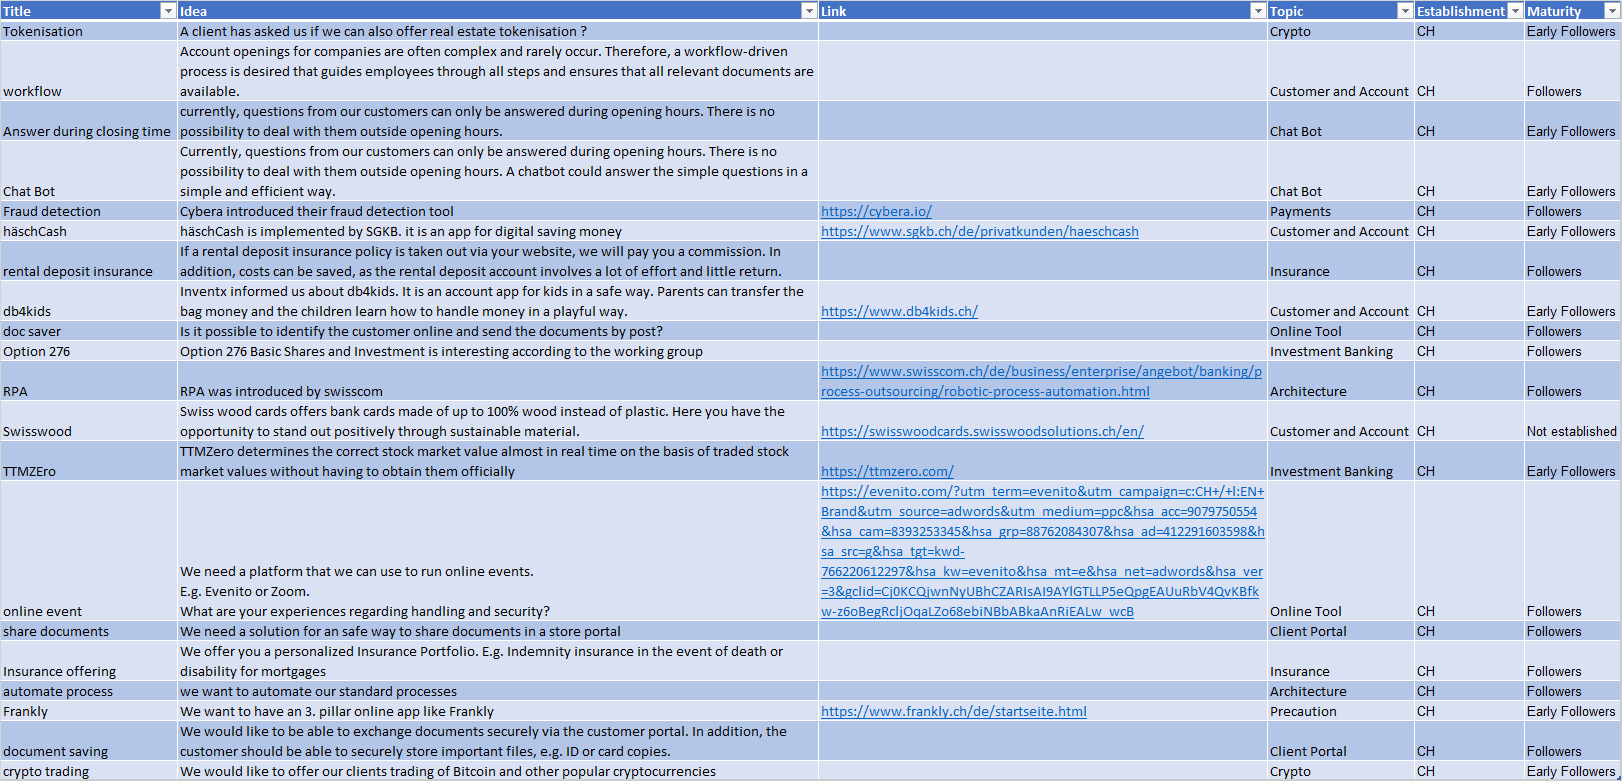 Title Idea Link Topic Establishment Maturity
Tokenisation A client has asked us if we can also offer real estate tokenisation ? Crypto CH Early Followers
Account openings for companies are often complex and rarely occur. Therefore, a workflow-driven
process is desired that guides employees through all steps and ensures that all relevant documents are
workflow available. Customer and Account CH Followers
currently, questions from our customers can only be answered during opening hours. There is no
Answer during closing time possibility to deal with them outside opening hours. Chat Bot CH Early Followers
Currently, questions from our customers can only be answered during opening hours. There is no
possibility to deal with them outside opening hours. A chatbot could answer the simple questions in a
Chat Bot simple and efficient way. Chat Bot CH Early Followers
Fraud detection Cybera introduced their fraud detection tool https://cybera.io/ Payments CH Followers
häschCash häschCash is implemented by SGKB. it is an app for digital saving money https://www.sgkb.ch/de/privatkunden/haeschcash Customer and Account CH Early Followers
If a rental deposit insurance policy is taken out via your website, we will pay you a commission. In
rental deposit insurance addition, costs can be saved, as the rental deposit account involves a lot of effort and little return. Insurance CH Followers
Inventx informed us about db4kids. It is an account app for kids in a safe way. Parents can transfer the
db4kids bag money and the children learn how to handle money in a playful way. https://www.db4kids.ch/ Customer and Account CH Early Followers
doc saver Is it possible to identify the customer online and send the documents by post? Online Tool CH Followers
Option 276 Option 276 Basic Shares and Investment is interesting according to the working group Investment Banking CH Followers
https://www.swisscom.ch/de/business/enterprise/angebot/banking/p
RPA RPA was introduced by swisscom rocess-outsourcing/robotic-process-automation.html Architecture CH Followers
Swiss wood cards offers bank cards made of up to 100% wood instead of plastic. Here you have the
Swisswood opportunity to stand out positively through sustainable material. https://swisswoodcards.swisswoodsolutions.ch/en/ Customer and Account CH Not established
TTMZero determines the correct stock market value almost in real time on the basis of traded stock
TTMZEro market values without having to obtain them officially https://ttmzero.com/ Investment Banking CH Early Followers
https://evenito.com/?utm_term=evenito&utm_campaign=c:CH+/+l:EN+
Brand&utm_source=adwords&utm_medium=ppc&hsa_acc=9079750554
&hsa_cam=8393253345&hsa_grp=88762084307&hsa_ad=412291603598&h
sa_src=g&hsa_tgt=kwd-
We need a platform that we can use to run online events. 766220612297&hsa_kw=evenito&hsa_mt=e&hsa_net=adwords&hsa_ver
E.g. Evenito or Zoom. =3&gclid=Cj0KCQjwnNyUBhCZARIsAI9AYlGTLLP5eQpgEAUuRbV4QvKBfk
online event What are your experiences regarding handling and security? w-z6oBegRcIjOqaLZo68ebiNBbABkaAnRiEALw_wcB Online Tool CH Followers
share documents We need a solution for an safe way to share documents in a store portal Client Portal CH Followers
We offer you a personalized Insurance Portfolio. E.g. Indemnity insurance in the event of death or
Insurance offering disability for mortgages Insurance CH Followers
automate process we want to automate our standard processes Architecture CH Followers
Frankly We want to have an 3. pillar online app like Frankly https://www.frankly.ch/de/startseite.html Precaution CH Early Followers
We would like to be able to exchange documents securely via the customer portal. In addition, the
document saving customer should be able to securely store important files, e.g. ID or card copies. Client Portal CH Followers
crypto trading We would like to offer our clients trading of Bitcoin and other popular cryptocurrencies Crypto CH Early Followers